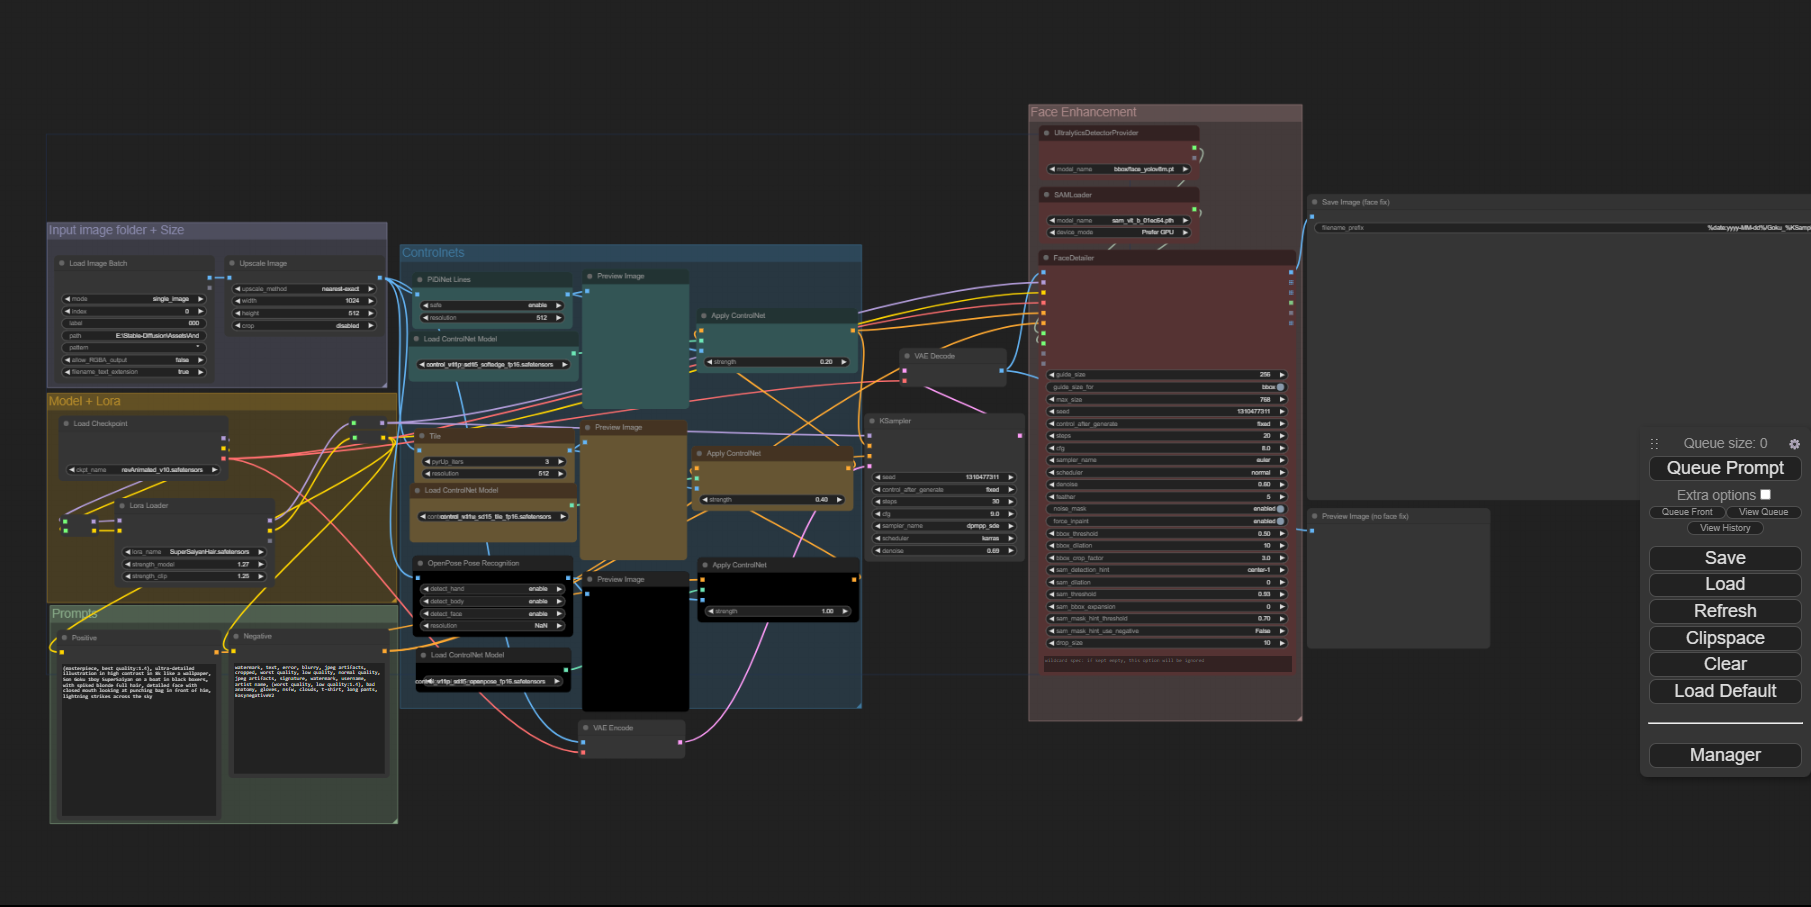 Face Enhancement
UltralyticsDetectorProvider
model_name bbox/face_yolov8m.pt
SAMLoader
model_name sam_vit_b_01ec64.pth
device_mode Prefer GPU
FaceDetailer
guide_size 256
guide_size_for bbox
max_size 768
seed 1310477311
control_after_generate fixed
steps 20
cfg 8.0
sampler_name euler
scheduler normal
denoise 0.50
feather 5
noise_mask enabled
force_inpaint enabled
bbox_threshold 0.50
bbox_dilation 10
bbox_crop_factor 3.0
sam_detection_hint center-1
sam_dilation 0
sam_threshold 0.93
sam_bbox_expansion 0
sam_mask_hint_threshold 0.70
sam_mask_hint_use_negative False
drop_size 10
wildcard spec: if kept empty, this option will be ignored
Save Image (face fix)
filename_prefix %date:yyyy-MM-dd%/Goku_%KSamp
Preview Image (no face fix)
Input image folder + Size
Load Image Batch
mode single_image
index 0
label 000
path E:\Stable-Diffusion\Assets\And
pattern *
allow_RGBA_output false
filename_text_extension true
Upscale Image
upscale_method nearest-exact
width 1024
height 512
crop disabled
Model + Lora
Load Checkpoint
ckpt_name revAnimated_v10.safetensors
Lora Loader
lora_name SuperSaiyanHair.safetensors
strength_model 1.27
strength_clip 1.25
Prompts
Positive
(masterpiece, best quality:1.4), ultra-detailed
illustration in high contrast in 8k like a wallpaper,
Son Goku 1boy SuperSaiyan on a boat in black boxers,
with spiked blonde full hair, detailed face with
closed mouth looking at punching bag in front of him,
lightning strikes across the sky
Negative
watermark, text, error, blurry, jpeg artifacts,
cropped, worst quality, low quality, normal quality,
jpeg artifacts, signature, watermark, username,
artist name, (worst quality, low quality:1.4), bad
anatomy, gloves, nsfw, clouds, t-shirt, long pants,
easynegative2
Controlnets
PiDiNet Lines
safe enable
resolution 512
Load ControlNet Model
control_v11p_sd15_softedge_fp16.safetensors
Preview Image
Apply ControlNet
strength 0.20
Tile
pyrUp_iters 3
resolution 512
Load ControlNet Model
control_v11e_sd15_tile_fp16.safetensors
Preview Image
Apply ControlNet
strength 0.40
OpenPose Pose Recognition
detect_hand enable
detect_body enable
detect_face enable
resolution NaN
Load ControlNet Model
control_v11p_sd15_openpose_fp16.safetensors
Preview Image
Apply ControlNet
strength 1.00
VAE Encode
VAE Decode
KSampler
seed 1310477311
control_after_generate fixed
steps 30
cfg 9.0
sampler_name dpmpp_sde
scheduler karras
denoise 0.69
Queue size: 0
Queue Prompt
Extra options
Queue Front View Queue
View History
Save
Load
Refresh
Clipspace
Clear
Load Default
Manager